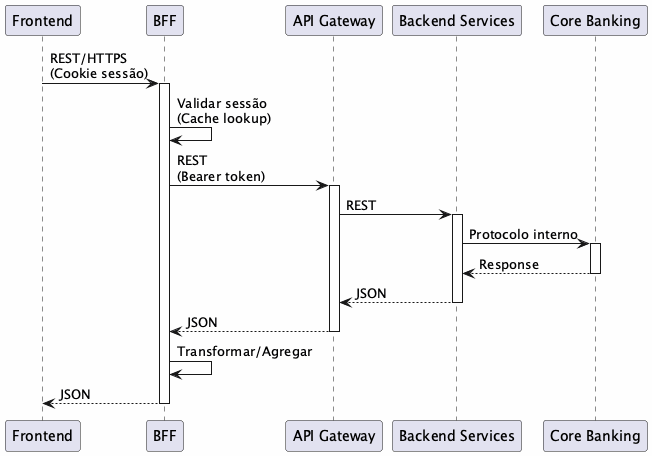 Frontend
BFF
API Gateway
Backend Services
Core Banking
REST/HTTPS
(Cookie sessão)
Validar sessão
(Cache lookup)
REST
(Bearer token)
REST
Protocolo interno
Response
JSON
JSON
Transformar/Agregar
JSON
Frontend
BFF
API Gateway
Backend Services
Core Banking